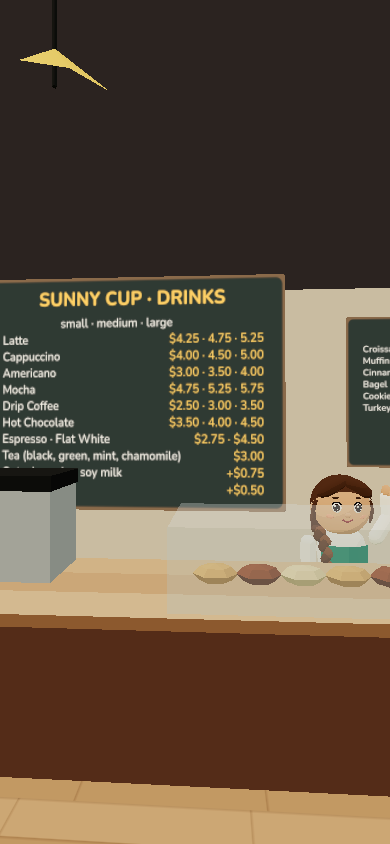 SUNNY CUP · DRINKS
small · medium · large
Latte $4.25 · 4.75 · 5.25
Cappuccino $4.00 · 4.50 · 5.00
Americano $3.00 · 3.50 · 4.00
Mocha $4.75 · 5.25 · 5.75
Drip Coffee $2.50 · 3.00 · 3.50
Hot Chocolate $3.50 · 4.00 · 4.50
Espresso · Flat White $2.75 · $4.50
Tea (black, green, mint, chamomile) $3.00
soy milk +$0.75
+$0.50
Muffin
Bagel
Turkey